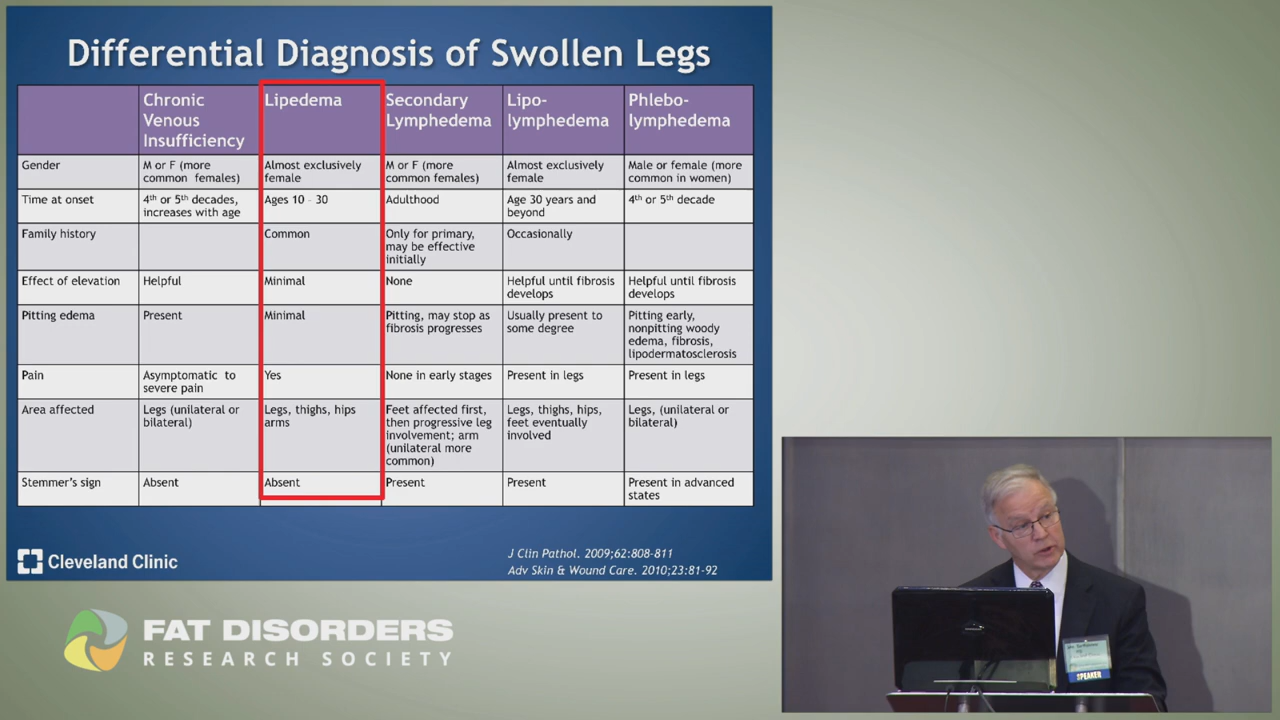 Differential Diagnosis of Swollen Legs
Chronic Venous Insufficiency
Lipedema
Secondary Lymphedema
Lipo-lymphedema
Phlebo-lymphedema
Gender
M or F (more common females)
Almost exclusively female
M or F (more common females)
Almost exclusively female
Male or female (more common in women)
Time at onset
4th or 5th decades, increases with age
Ages 10 – 30
Adulthood
Age 30 years and beyond
4th or 5th decade
Family history
Common
Only for primary, may be effective initially
Occasionally
Effect of elevation
Helpful
Minimal
None
Helpful until fibrosis develops
Helpful until fibrosis develops
Pitting edema
Present
Minimal
Pitting, may stop as fibrosis progresses
Usually present to some degree
Pitting early, nonpitting woody edema, fibrosis, lipodermatosclerosis
Pain
Asymptomatic to severe pain
Yes
None in early stages
Present in legs
Present in legs
Area affected
Legs (unilateral or bilateral)
Legs, thighs, hips arms
Feet affected first, then progressive leg involvement; arm (unilateral more common)
Legs, thighs, hips, feet eventually involved
Legs, (unilateral or bilateral)
Stemmer's sign
Absent
Absent
Present
Present
Present in advanced states
Cleveland Clinic
J Clin Pathol. 2009;62:808-811
Adv Skin & Wound Care. 2010;23:81-92
FAT DISORDERS
RESEARCH SOCIETY
SPEAKER